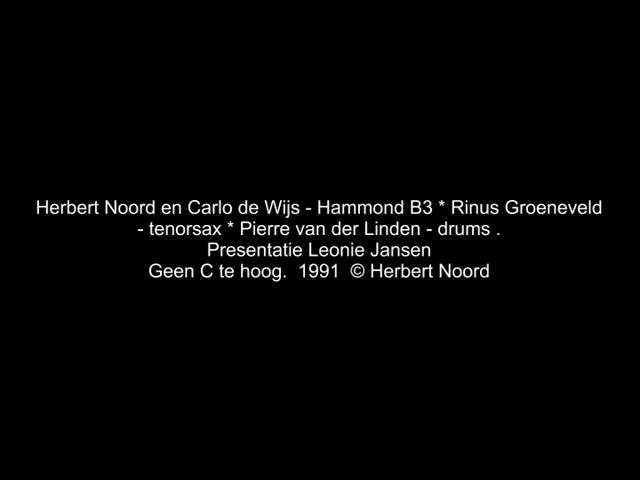 Herbert Noord en Carlo de Wijs - Hammond B3 * Rinus Groeneveld
- tenorsax * Pierre van der Linden - drums .
Presentatie Leonie Jansen
Geen C te hoog.  1991  © Herbert Noord